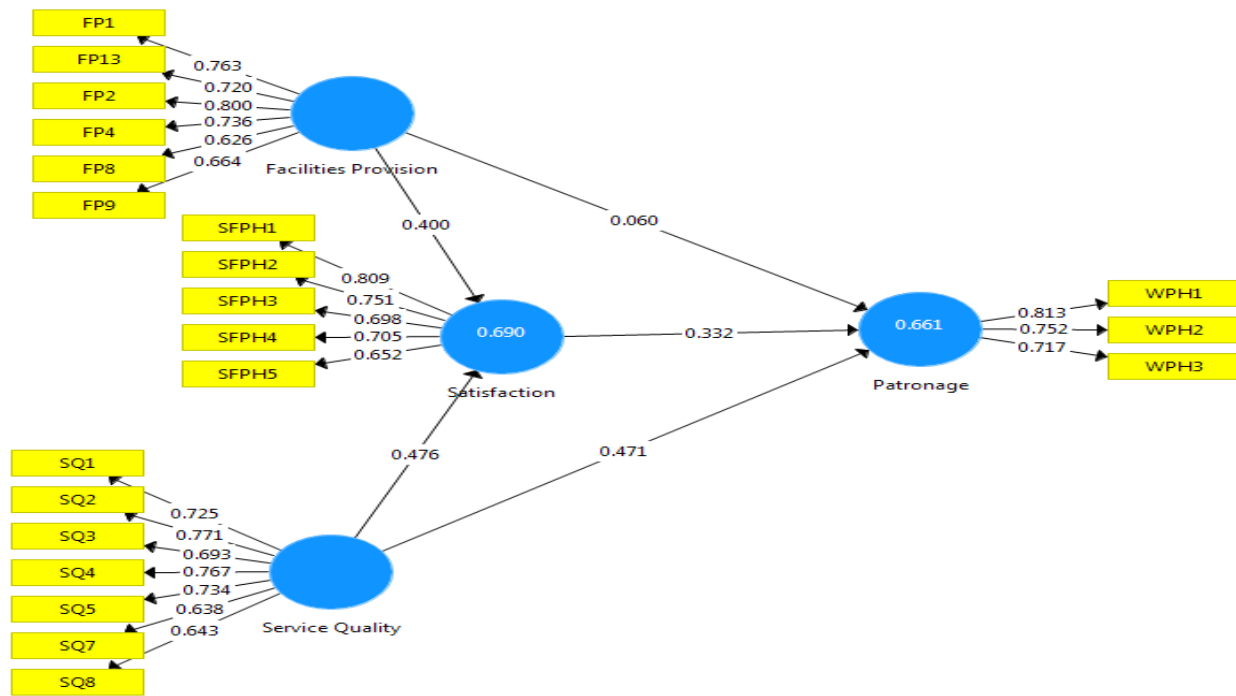 FP1
FP13
FP2
FP4
FP8
FP9
0.763
0.720
0.800
0.736
0.626
0.664
Facilities Provision
0.400
0.060
SFPH1
SFPH2
SFPH3
SFPH4
SFPH5
0.809
0.751
0.698
0.705
0.652
0.690
Satisfaction
0.332
0.661
Patronage
0.813
0.752
0.717
WPH1
WPH2
WPH3
0.476
0.471
SQ1
SQ2
SQ3
SQ4
SQ5
SQ7
SQ8
0.725
0.771
0.693
0.767
0.734
0.638
0.643
Service Quality